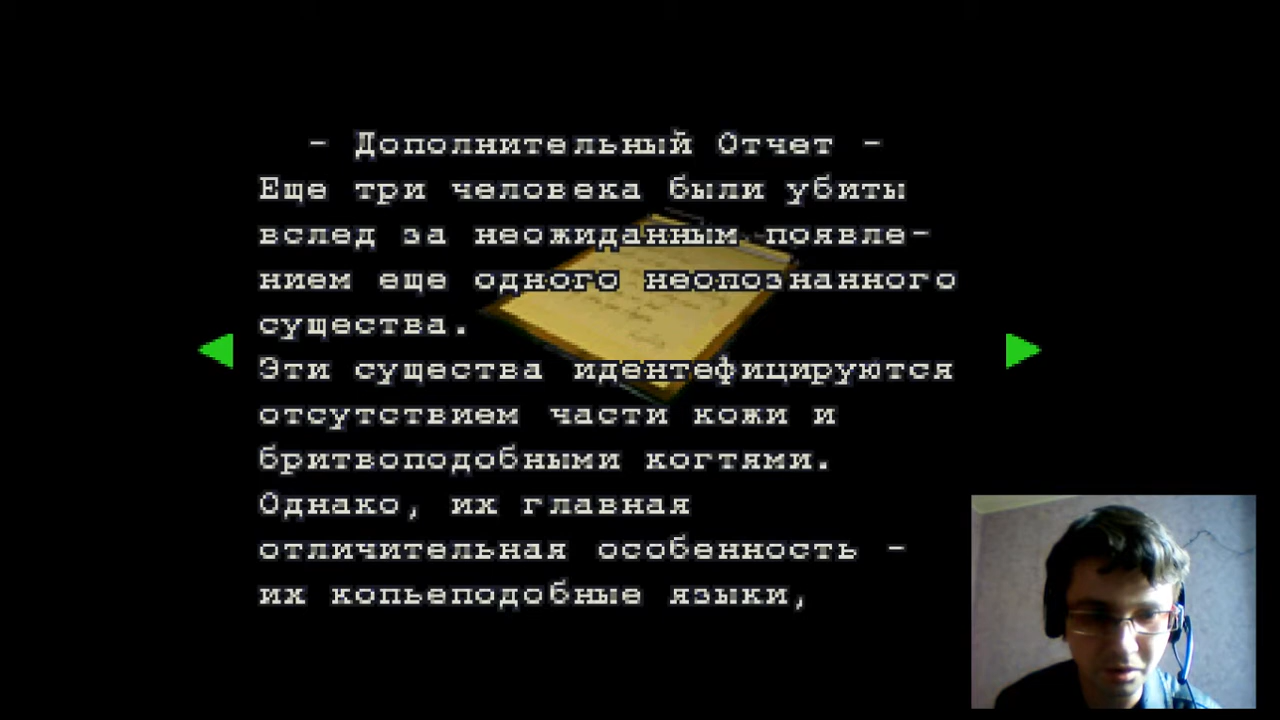 - Дополнительный Отчет -
Еще три человека были убиты
вслед за неожиданным появле-
нием еще одного неопознанного
существа.
Эти существа идентефицируются
отсутствием части кожи и
бритвоподобными когтями.
Однако, их главная
отличительная особенность -
их копьеподобные языки,